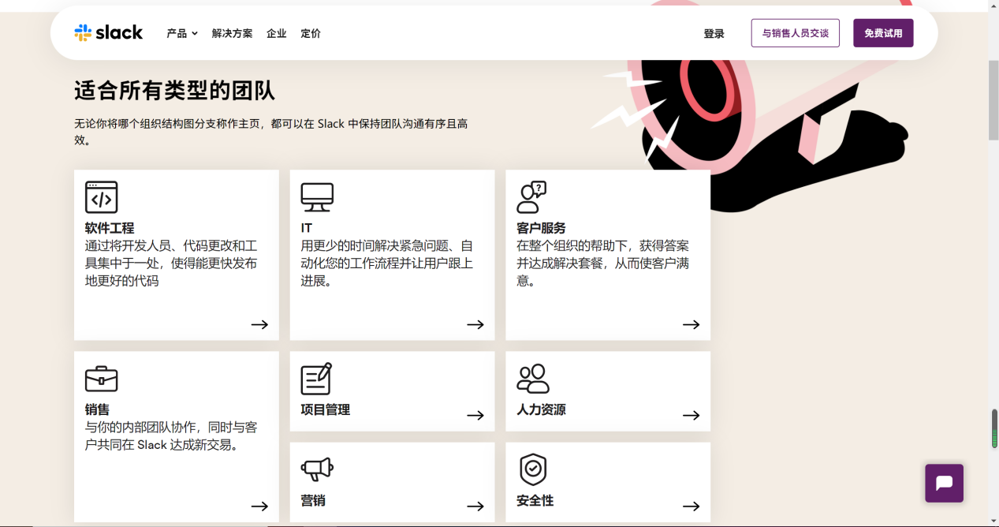 slack 产品 解决方案 企业 定价 登录 与销售人员交谈 免费试用
适合所有类型的团队
无论你将哪个组织结构图分支称作主页，都可以在 Slack 中保持团队沟通有序且高
效。
软件工程
通过将开发人员、代码更改和工
具集中于一处，使得能更快发布
地更好的代码
IT
用更少的时间解决紧急问题、自
动化您的工作流程并让用户跟上
进展。
客户服务
在整个组织的帮助下，获得答案
并达成解决套餐，从而使客户满
意。
销售
与你的内部团队协作，同时与客
户共同在 Slack 达成新交易。
项目管理
人力资源
营销
安全性